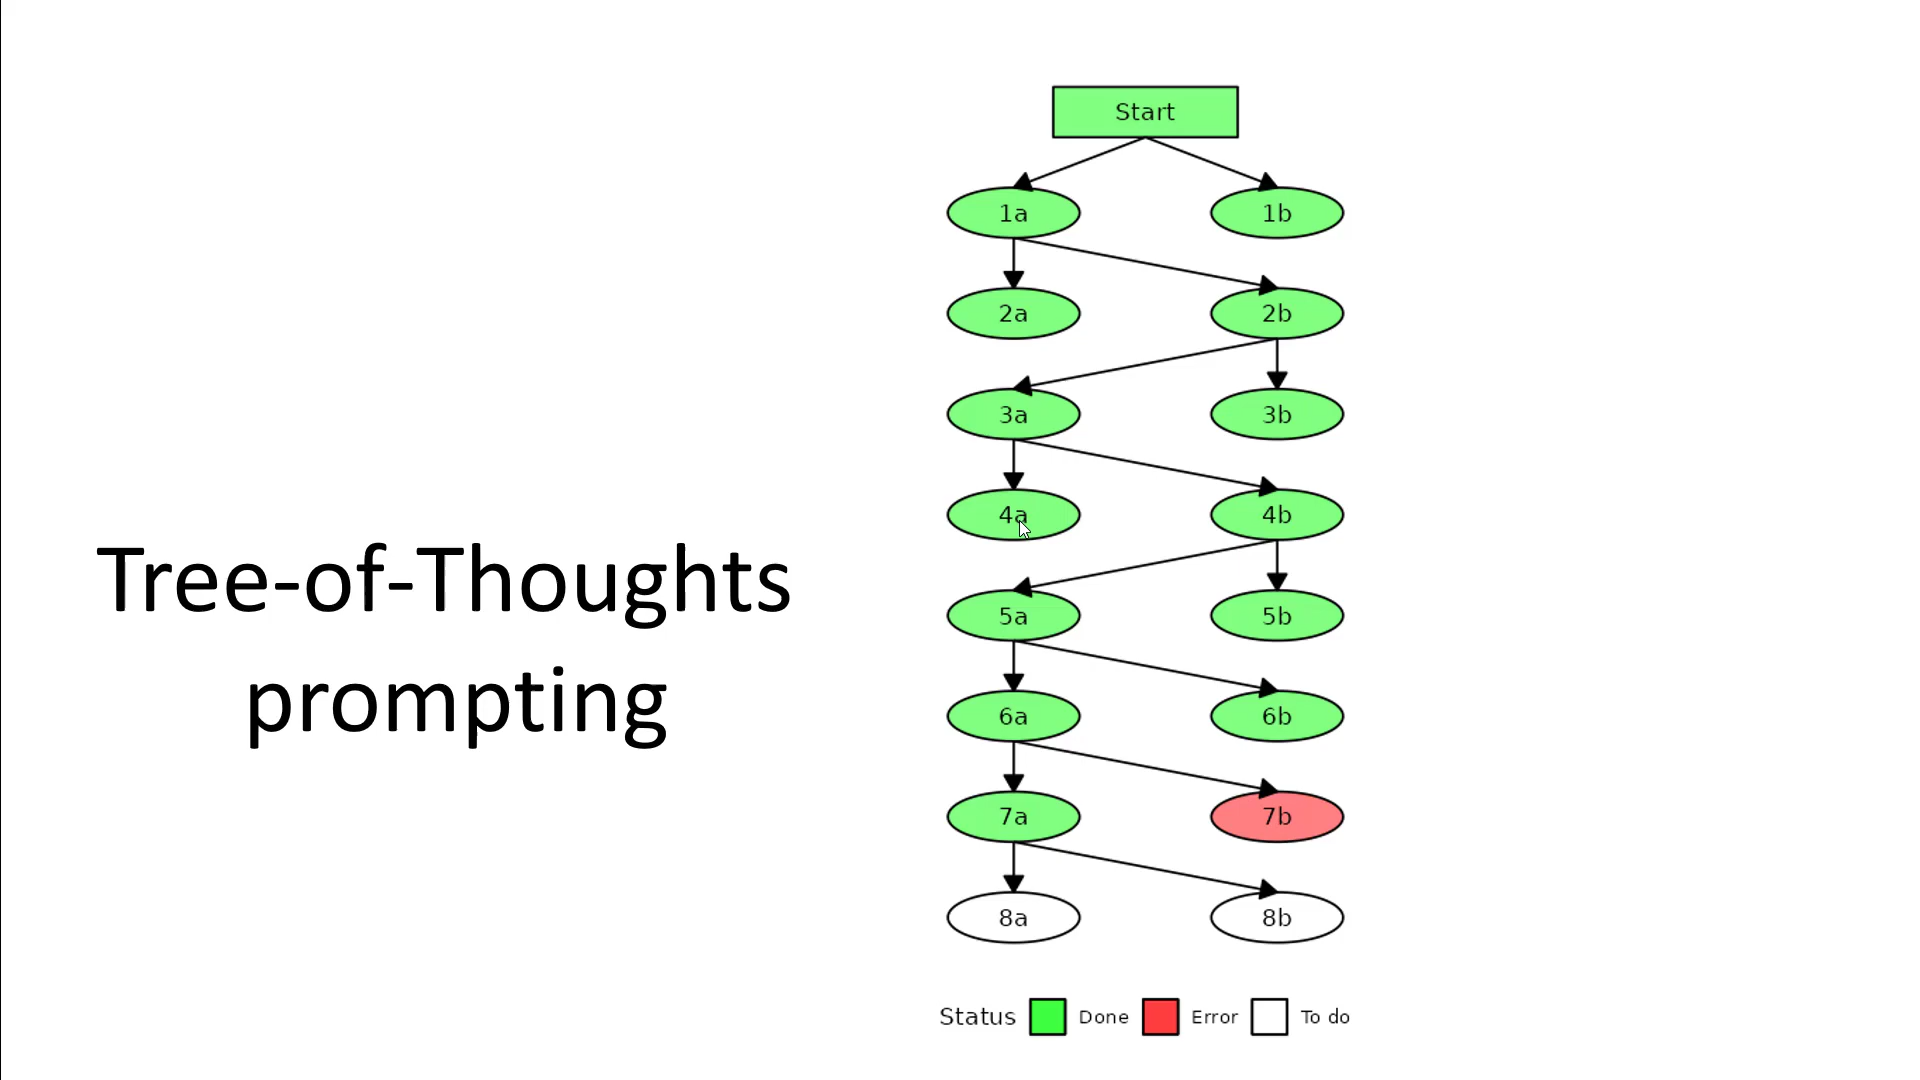 Tree-of-Thoughts
prompting
Start
1a 1b
2a 2b
3a 3b
4a 4b
5a 5b
6a 6b
7a 7b
8a 8b
Status Done Error To do